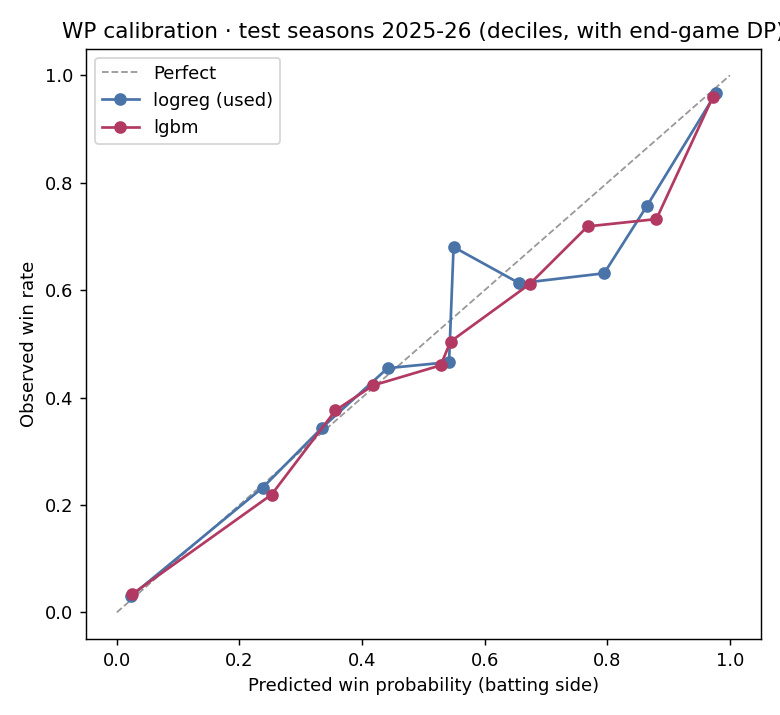 WP calibration · test seasons 2025-26 (deciles, with end-game DP)
Perfect
logreg (used)
lgbm
1.0
0.8
0.6
0.4
0.2
0.0
Observed win rate
0.0 0.2 0.4 0.6 0.8 1.0
Predicted win probability (batting side)